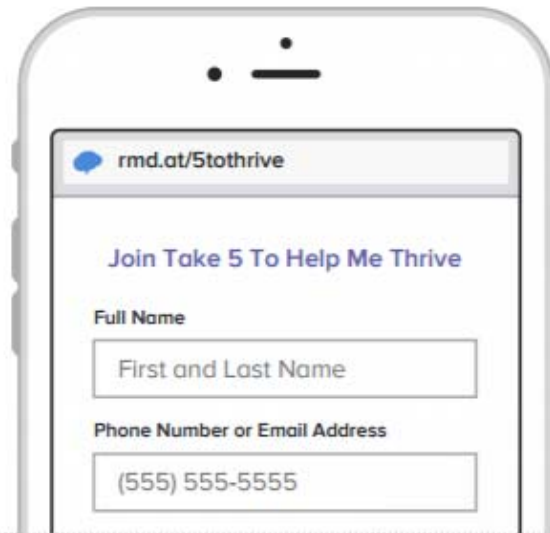 rmd.at/5tothrive
Join Take 5 To Help Me Thrive
Full Name
First and Last Name
Phone Number or Email Address
(555) 555-5555